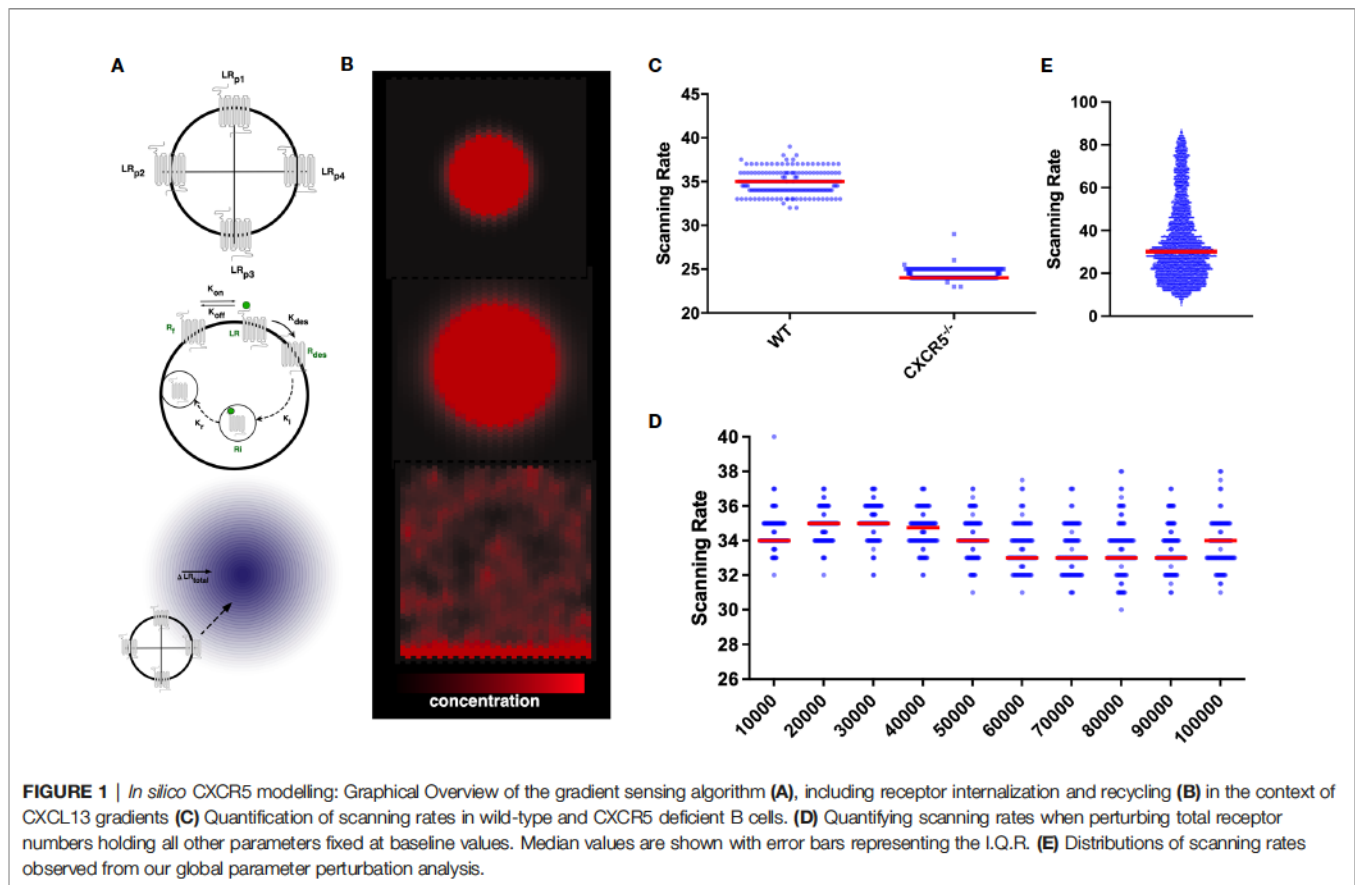 A
LRp1
LRp2
LRp4
LRp3
Kon
Koff
Kdes
Rf
LR
Rdes
Kr
Ki
RI
Δ LRtotal
B
concentration
C
Scanning Rate
45
40
35
30
25
20
WT
CXCR5-/-
E
Scanning Rate
100
80
60
40
20
0
D
Scanning Rate
40
38
36
34
32
30
28
26
10000
20000
30000
40000
50000
60000
70000
80000
90000
100000
FIGURE 1 | In silico CXCR5 modelling: Graphical Overview of the gradient sensing algorithm (A), including receptor internalization and recycling (B) in the context of
CXCL13 gradients (C) Quantification of scanning rates in wild-type and CXCR5 deficient B cells. (D) Quantifying scanning rates when perturbing total receptor
numbers holding all other parameters fixed at baseline values. Median values are shown with error bars representing the I.Q.R. (E) Distributions of scanning rates
observed from our global parameter perturbation analysis.